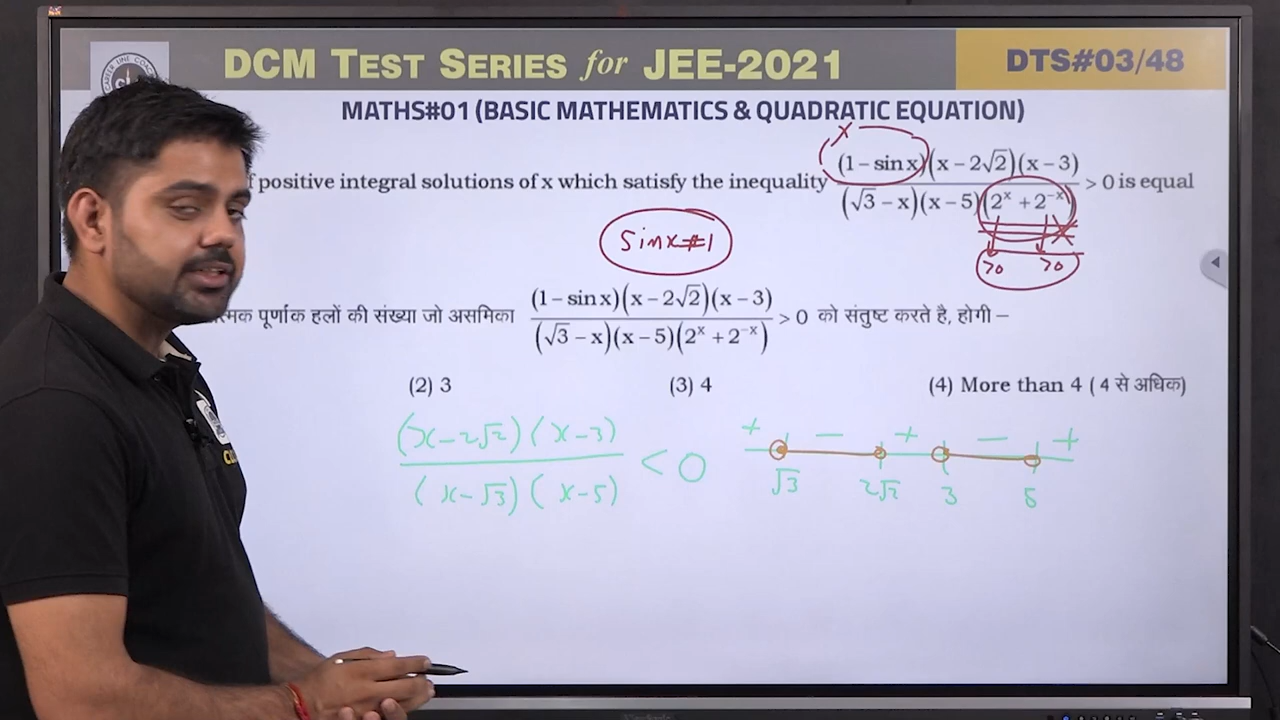 DCM TEST SERIES for JEE-2021
DTS#03/48
MATHS#01 (BASIC MATHEMATICS & QUADRATIC EQUATION)
f positive integral solutions of x which satisfy the inequality (1 − sin x)(x − 2√2)(x − 3) / (√3 − x)(x − 5)(2^x + 2^−x) > 0 is equal
x
sinx≠1
>0 >0
त्मक पूर्णांक हलों की संख्या जो असमिका (1 − sin x)(x − 2√2)(x − 3) / (√3 − x)(x − 5)(2^x + 2^−x) > 0 को संतुष्ट करते है, होगी –
(2) 3 (3) 4 (4) More than 4 ( 4 से अधिक)
(x−2√2)(x−3) / (x−√3)(x−5) < 0
+ − + − +
√3 2√2 3 5